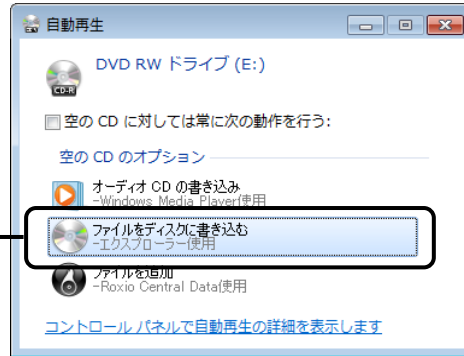 自動再生
DVD RW ドライブ (E:)
CD-R
空の CD に対しては常に次の動作を行う:
空の CD のオプション
オーディオ CD の書き込み
-Windows Media Player使用
ファイルをディスクに書き込む
-エクスプローラー使用
ファイルを追加
-Roxio Central Data使用
コントロール パネルで自動再生の詳細を表示します